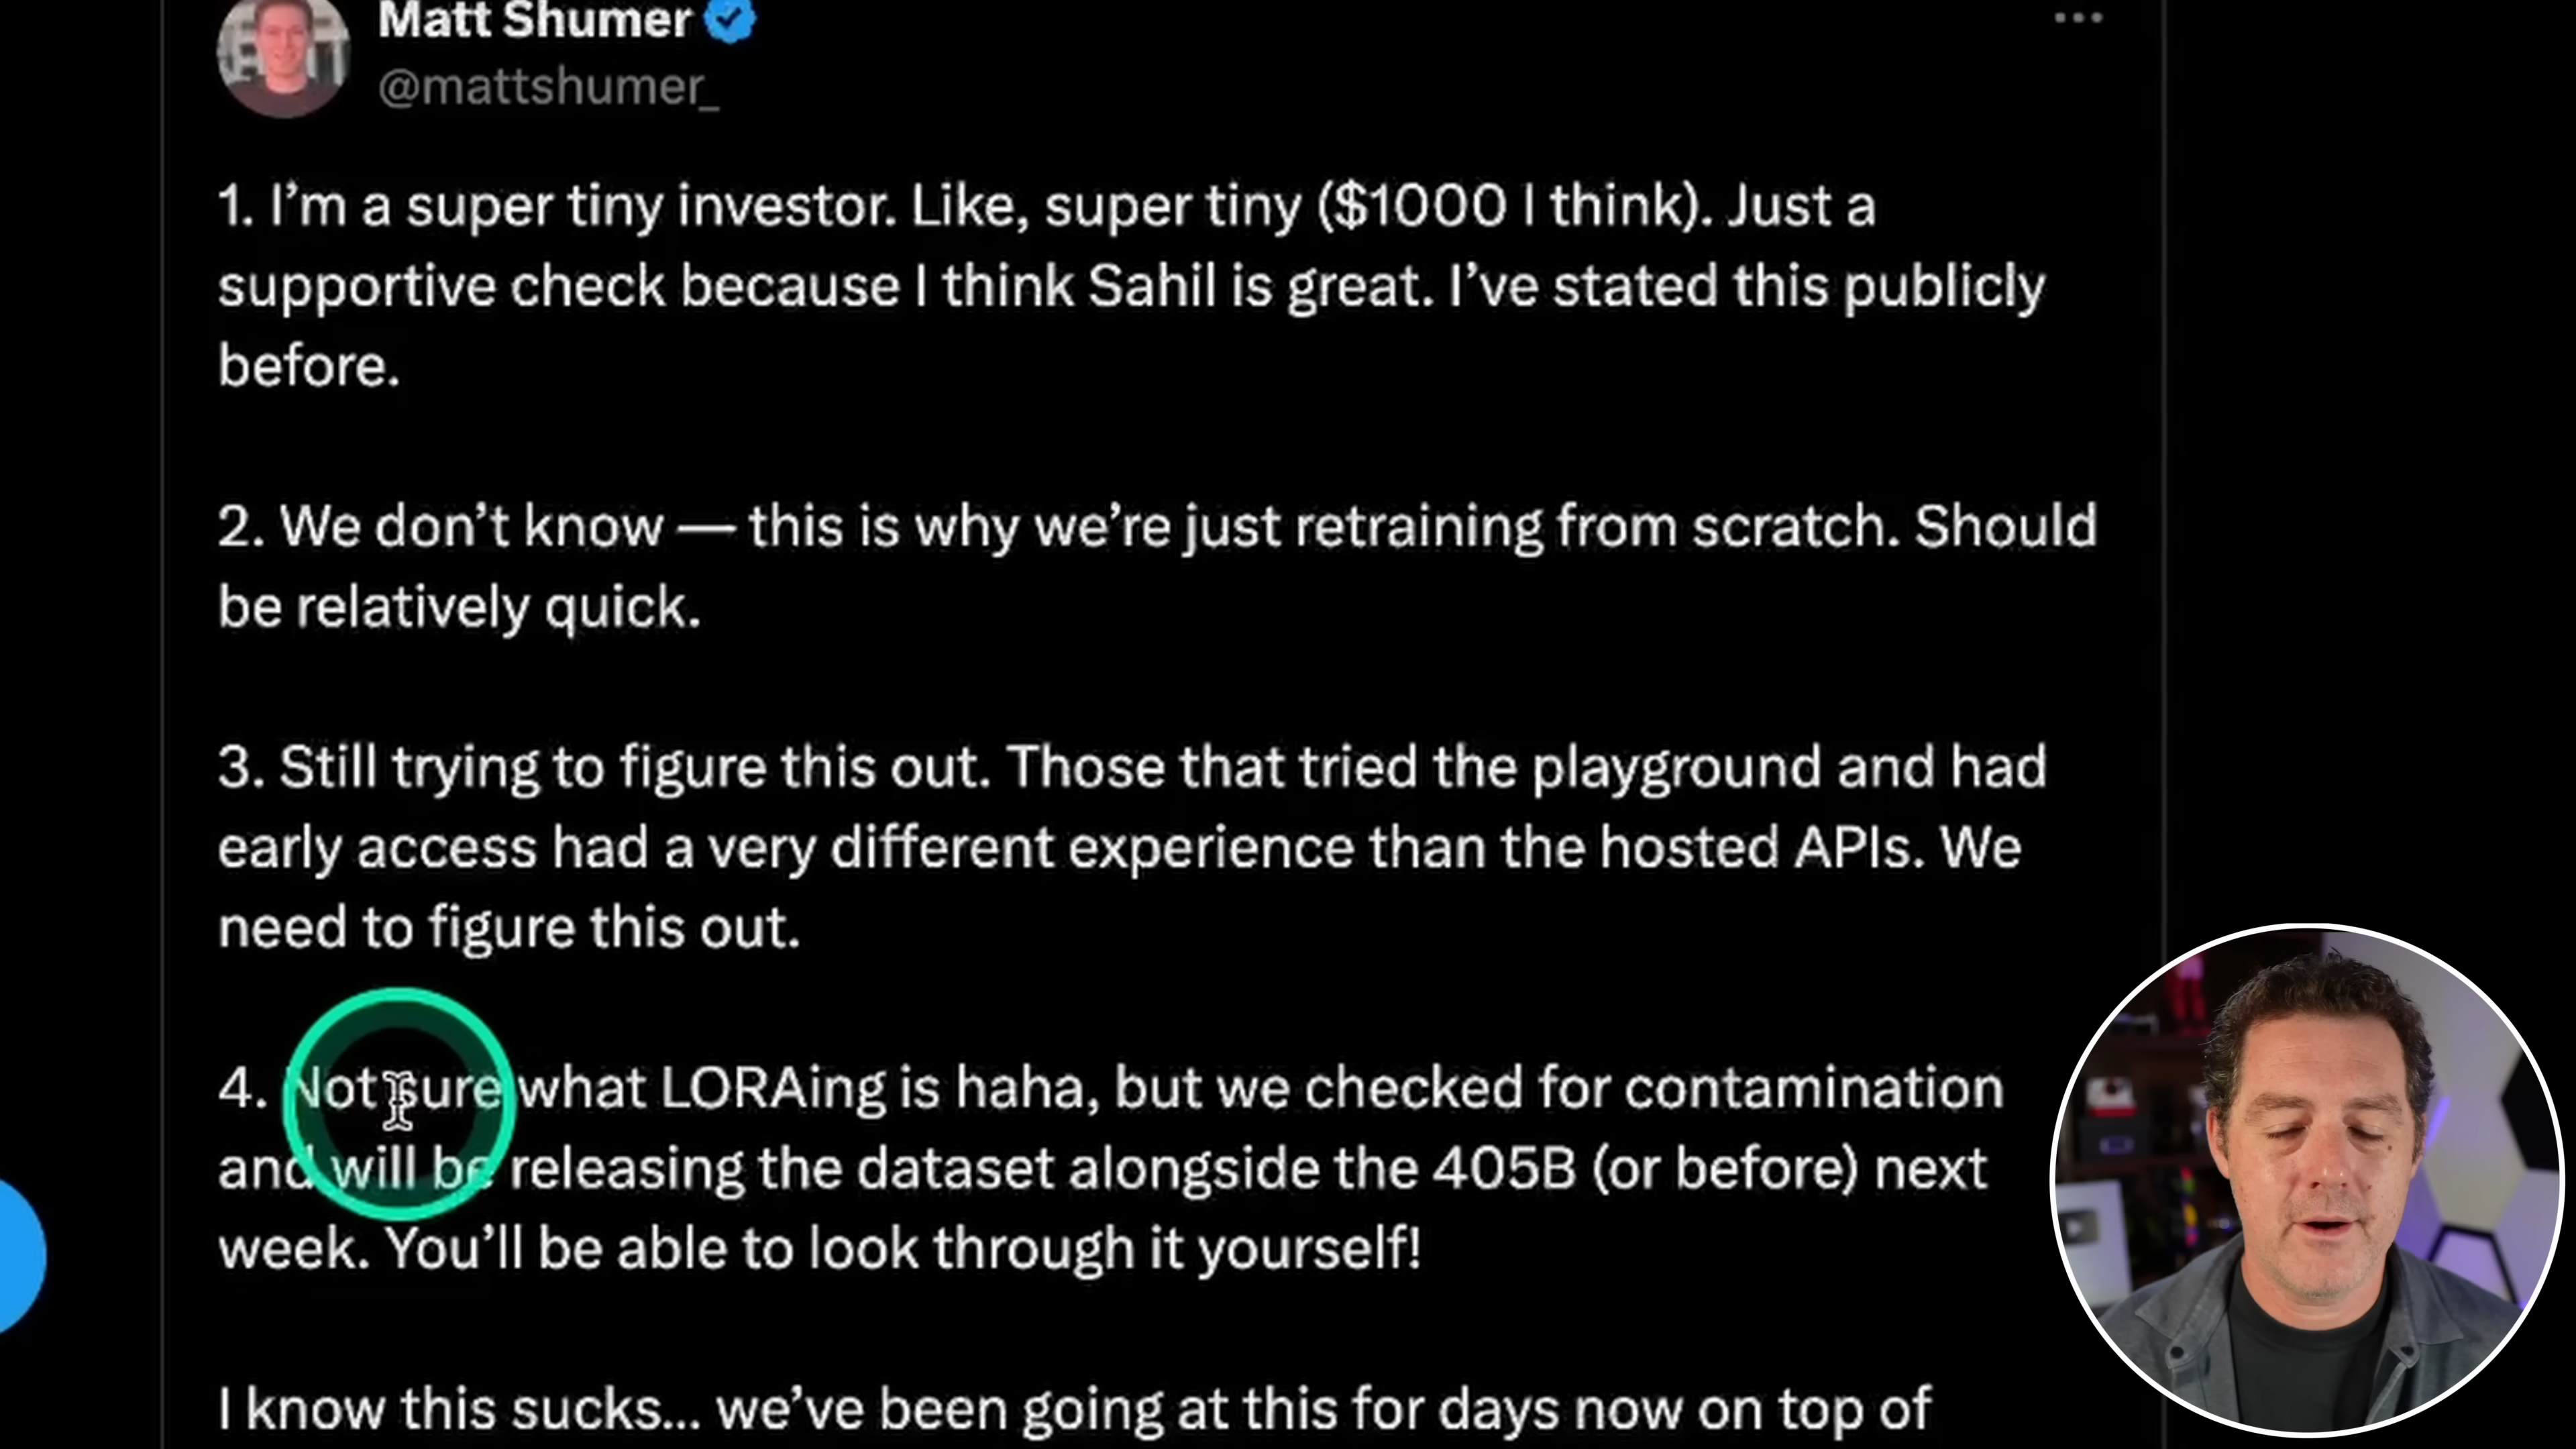 Matt Shumer
@mattshumer_
1. I'm a super tiny investor. Like, super tiny ($1000 I think). Just a
supportive check because I think Sahil is great. I've stated this publicly
before.
2. We don't know — this is why we're just retraining from scratch. Should
be relatively quick.
3. Still trying to figure this out. Those that tried the playground and had
early access had a very different experience than the hosted APIs. We
need to figure this out.
4. Not sure what LORAing is haha, but we checked for contamination
and will be releasing the dataset alongside the 405B (or before) next
week. You'll be able to look through it yourself!
I know this sucks... we've been going at this for days now on top of